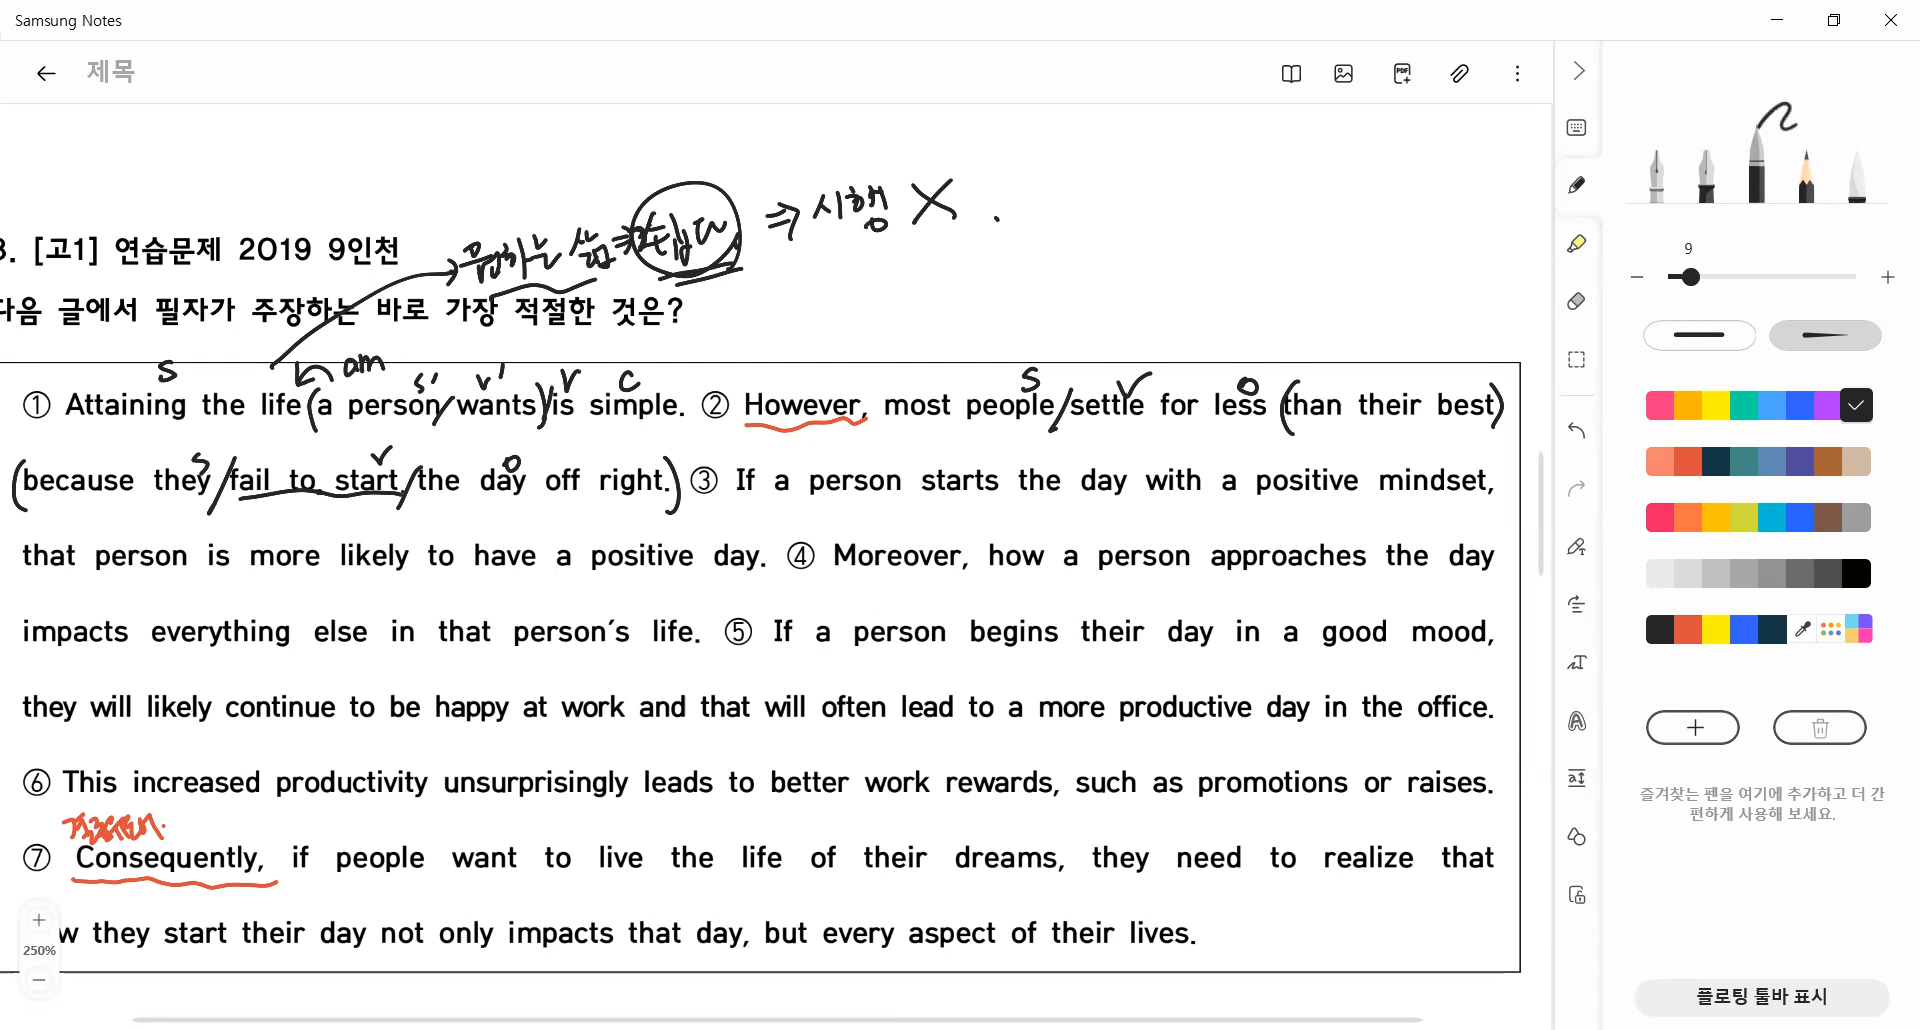 Samsung Notes
제목
⇒ 시행 X .
3. [고1] 연습문제 2019 9인천
원하는 삶
다음 글에서 필자가 주장하는 바로 가장 적절한 것은?
S am S' V' V C S V O
① Attaining the life (a person/wants)/is simple. ② However, most people/settle for less (than their best)
S V O
(because they/fail to start/the day off right.) ③ If a person starts the day with a positive mindset,
that person is more likely to have a positive day. ④ Moreover, how a person approaches the day
impacts everything else in that person's life. ⑤ If a person begins their day in a good mood,
they will likely continue to be happy at work and that will often lead to a more productive day in the office.
⑥ This increased productivity unsurprisingly leads to better work rewards, such as promotions or raises.
⑦ Consequently, if people want to live the life of their dreams, they need to realize that
w they start their day not only impacts that day, but every aspect of their lives.
250%
9
즐겨찾는 펜을 여기에 추가하고 더 간
편하게 사용해 보세요.
플로팅 툴바 표시